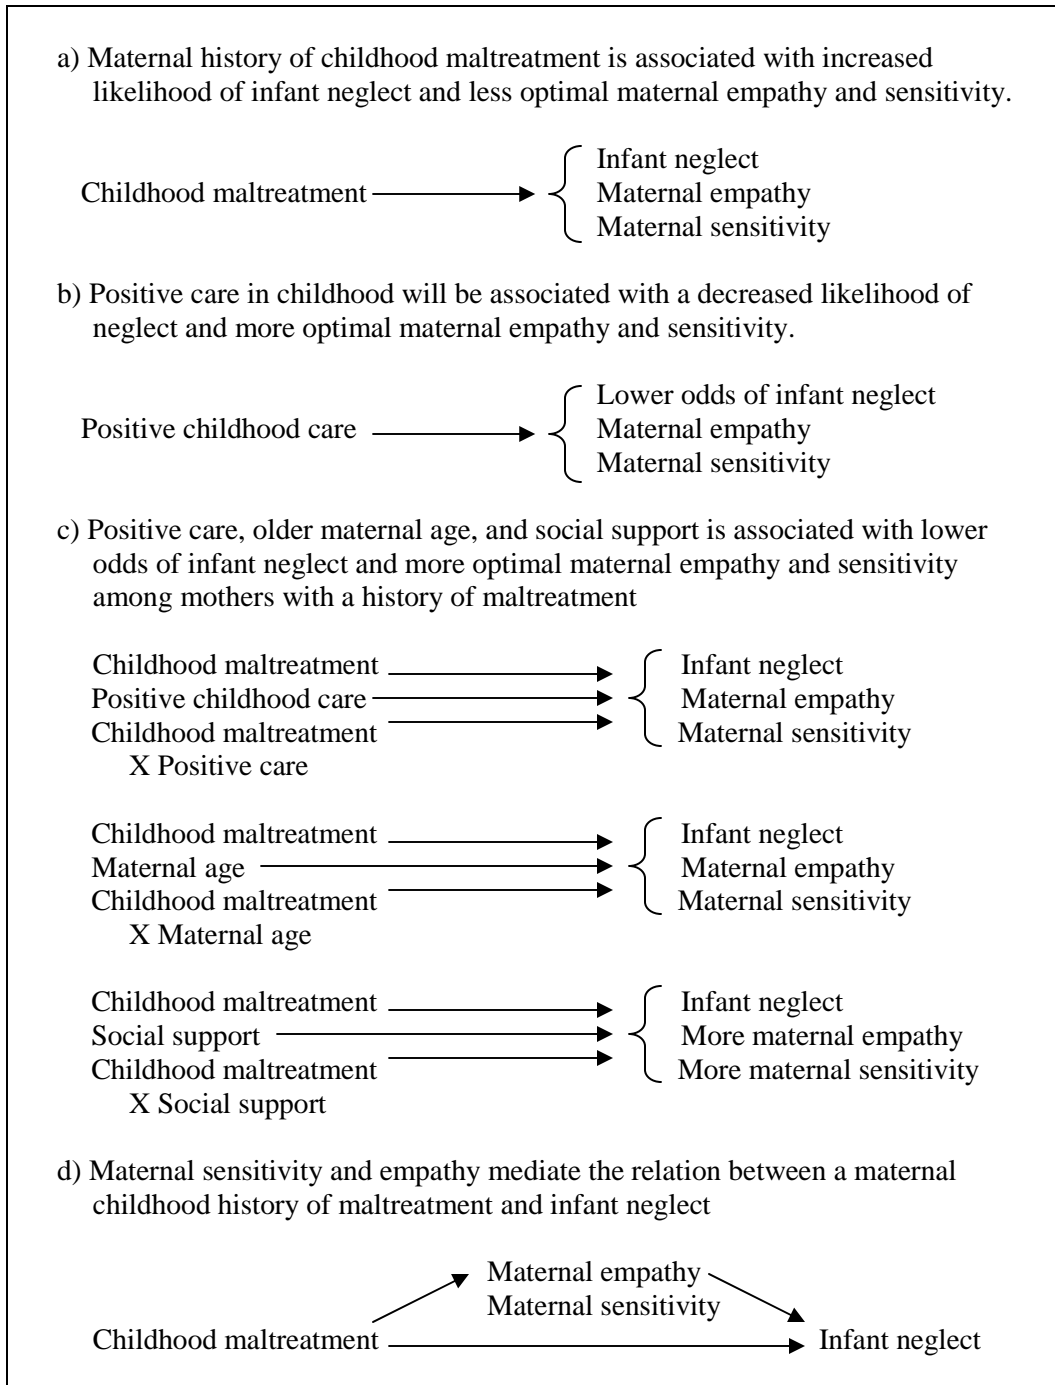 a) Maternal history of childhood maltreatment is associated with increased
likelihood of infant neglect and less optimal maternal empathy and sensitivity.
Childhood maltreatment
Infant neglect
Maternal empathy
Maternal sensitivity
b) Positive care in childhood will be associated with a decreased likelihood of
neglect and more optimal maternal empathy and sensitivity.
Positive childhood care
Lower odds of infant neglect
Maternal empathy
Maternal sensitivity
c) Positive care, older maternal age, and social support is associated with lower
odds of infant neglect and more optimal maternal empathy and sensitivity
among mothers with a history of maltreatment
Childhood maltreatment
Positive childhood care
Childhood maltreatment
X Positive care
Infant neglect
Maternal empathy
Maternal sensitivity
Childhood maltreatment
Maternal age
Childhood maltreatment
X Maternal age
Infant neglect
Maternal empathy
Maternal sensitivity
Childhood maltreatment
Social support
Childhood maltreatment
X Social support
Infant neglect
More maternal empathy
More maternal sensitivity
d) Maternal sensitivity and empathy mediate the relation between a maternal
childhood history of maltreatment and infant neglect
Maternal empathy
Maternal sensitivity
Childhood maltreatment
Infant neglect